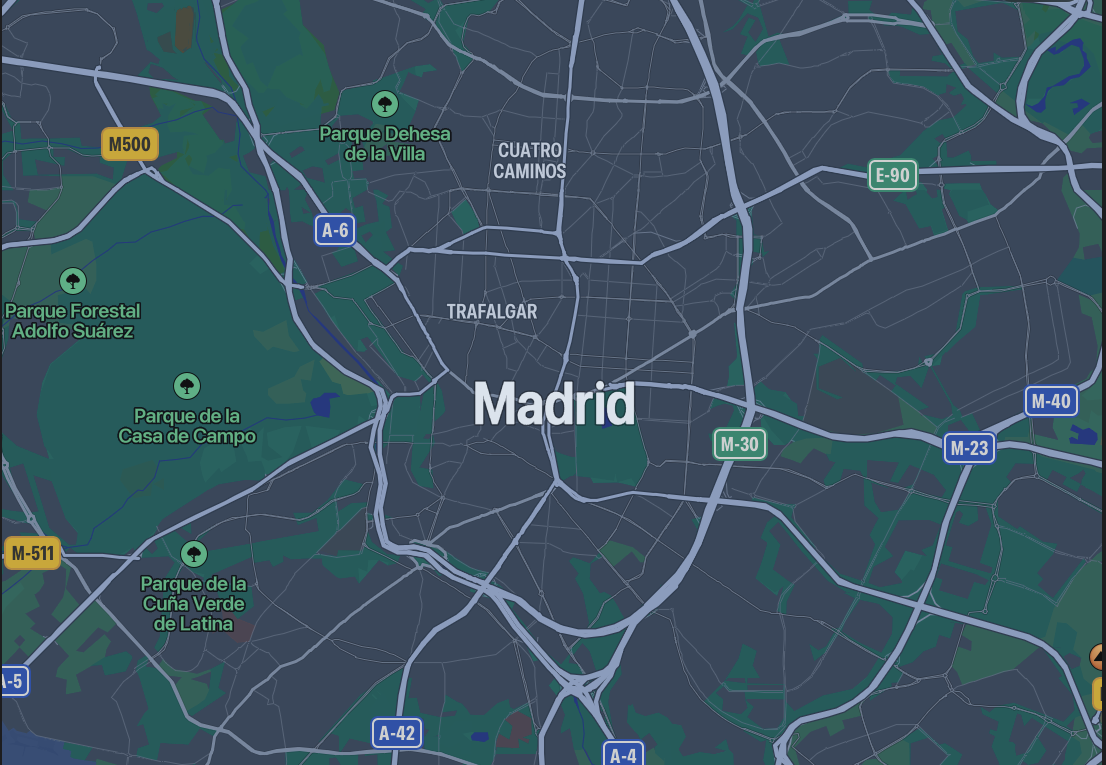 M500
Parque Dehesa
de la Villa
CUATRO
CAMINOS
E-90
A-6
Parque Forestal
Adolfo Suárez
TRAFALGAR
Parque de la
Casa de Campo
Madrid
M-40
M-30
M-23
M-511
Parque de la
Cuña Verde
de Latina
A-5
A-42
A-4